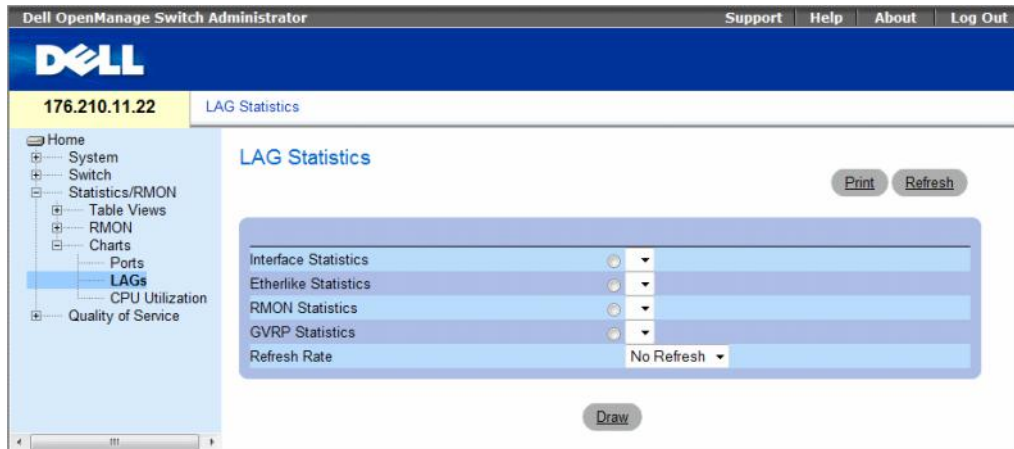 Dell OpenManage Switch Administrator
Support Help About Log Out
DELL
176.210.11.22
LAG Statistics
Home
System
Switch
Statistics/RMON
Table Views
RMON
Charts
Ports
LAGs
CPU Utilization
Quality of Service
LAG Statistics
Print Refresh
Interface Statistics
Etherlike Statistics
RMON Statistics
GVRP Statistics
Refresh Rate No Refresh
Draw